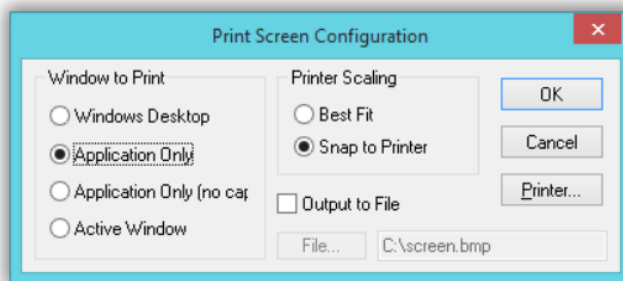 Print Screen Configuration
Window to Print
Windows Desktop
Application Only
Application Only (no cap
Active Window
Printer Scaling
Best Fit
Snap to Printer
Output to File
File... C:\screen.bmp
OK
Cancel
Printer...